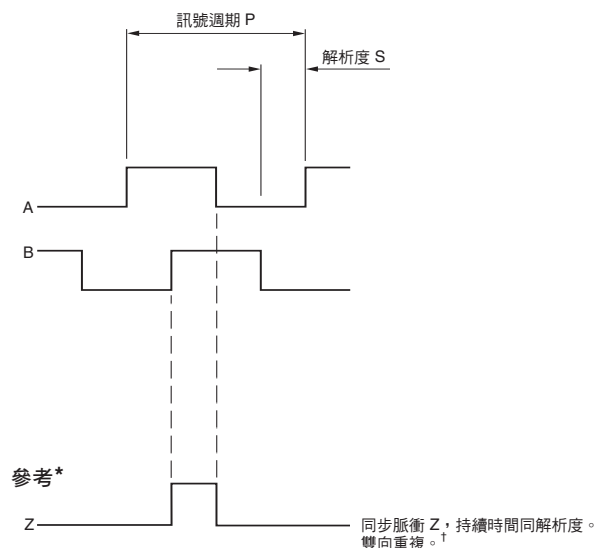 訊號週期 P
解析度 S
A
B
參考*
Z
同步脈衝 Z，持續時間同解析度。
雙向重複。†